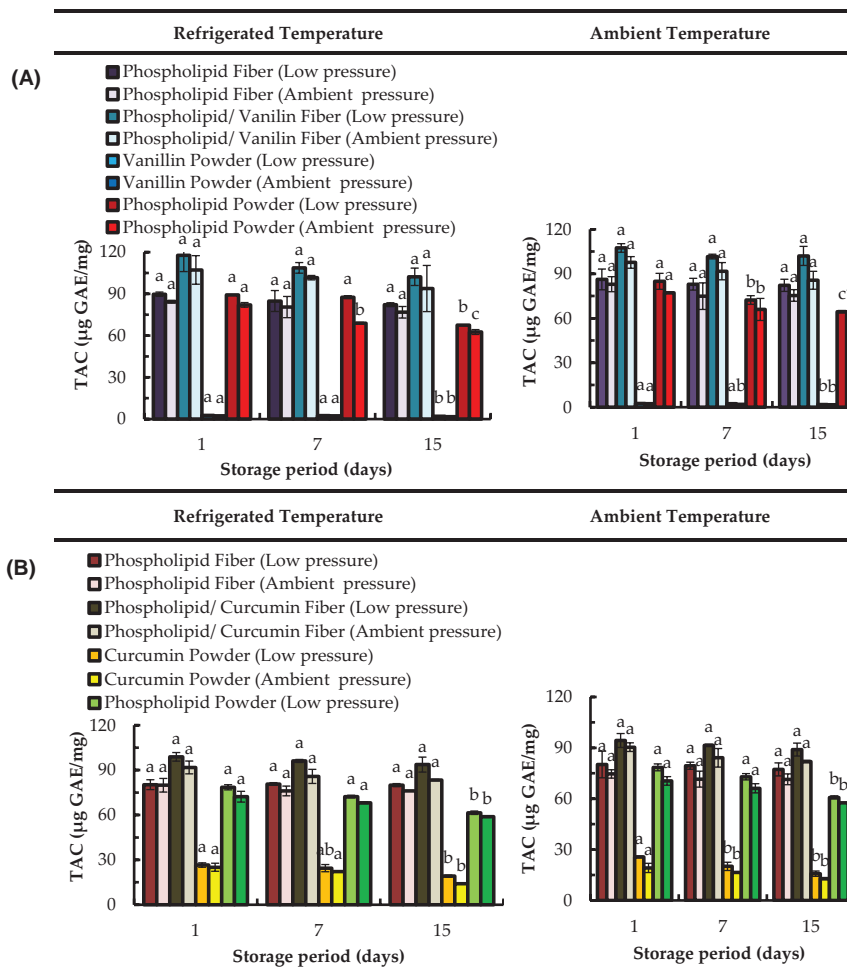 Refrigerated Temperature Ambient Temperature
(A)
Phospholipid Fiber (Low pressure)
Phospholipid Fiber (Ambient pressure)
Phospholipid/ Vanilin Fiber (Low pressure)
Phospholipid/ Vanilin Fiber (Ambient pressure)
Vanillin Powder (Low pressure)
Vanillin Powder (Ambient pressure)
Phospholipid Powder (Low pressure)
Phospholipid Powder (Ambient pressure)
TAC (µg GAE/mg)
120
90
60
30
0
a a a a a a a a
a a a a a a a b
a a a a b b b c
1 7 15
Storage period (days)
TAC (µg GAE/mg)
120
90
60
30
0
a a a a a a a a
a a a a a b b b
a a a a b b c
1 7 15
Storage period (days)
Refrigerated Temperature Ambient Temperature
(B)
Phospholipid Fiber (Low pressure)
Phospholipid Fiber (Ambient pressure)
Phospholipid/ Curcumin Fiber (Low pressure)
Phospholipid/ Curcumin Fiber (Ambient pressure)
Curcumin Powder (Low pressure)
Curcumin Powder (Ambient pressure)
Phospholipid Powder (Low pressure)
TAC (µg GAE/mg)
120
90
60
30
0
a a a a a a a a
a a a a ab a a a
a a a a b b b b
1 7 15
Storage period (days)
TAC (µg GAE/mg)
120
90
60
30
0
a a a a a a a a
a a a a b b a a
a a a a b b b b
1 7 15
Storage period (days)